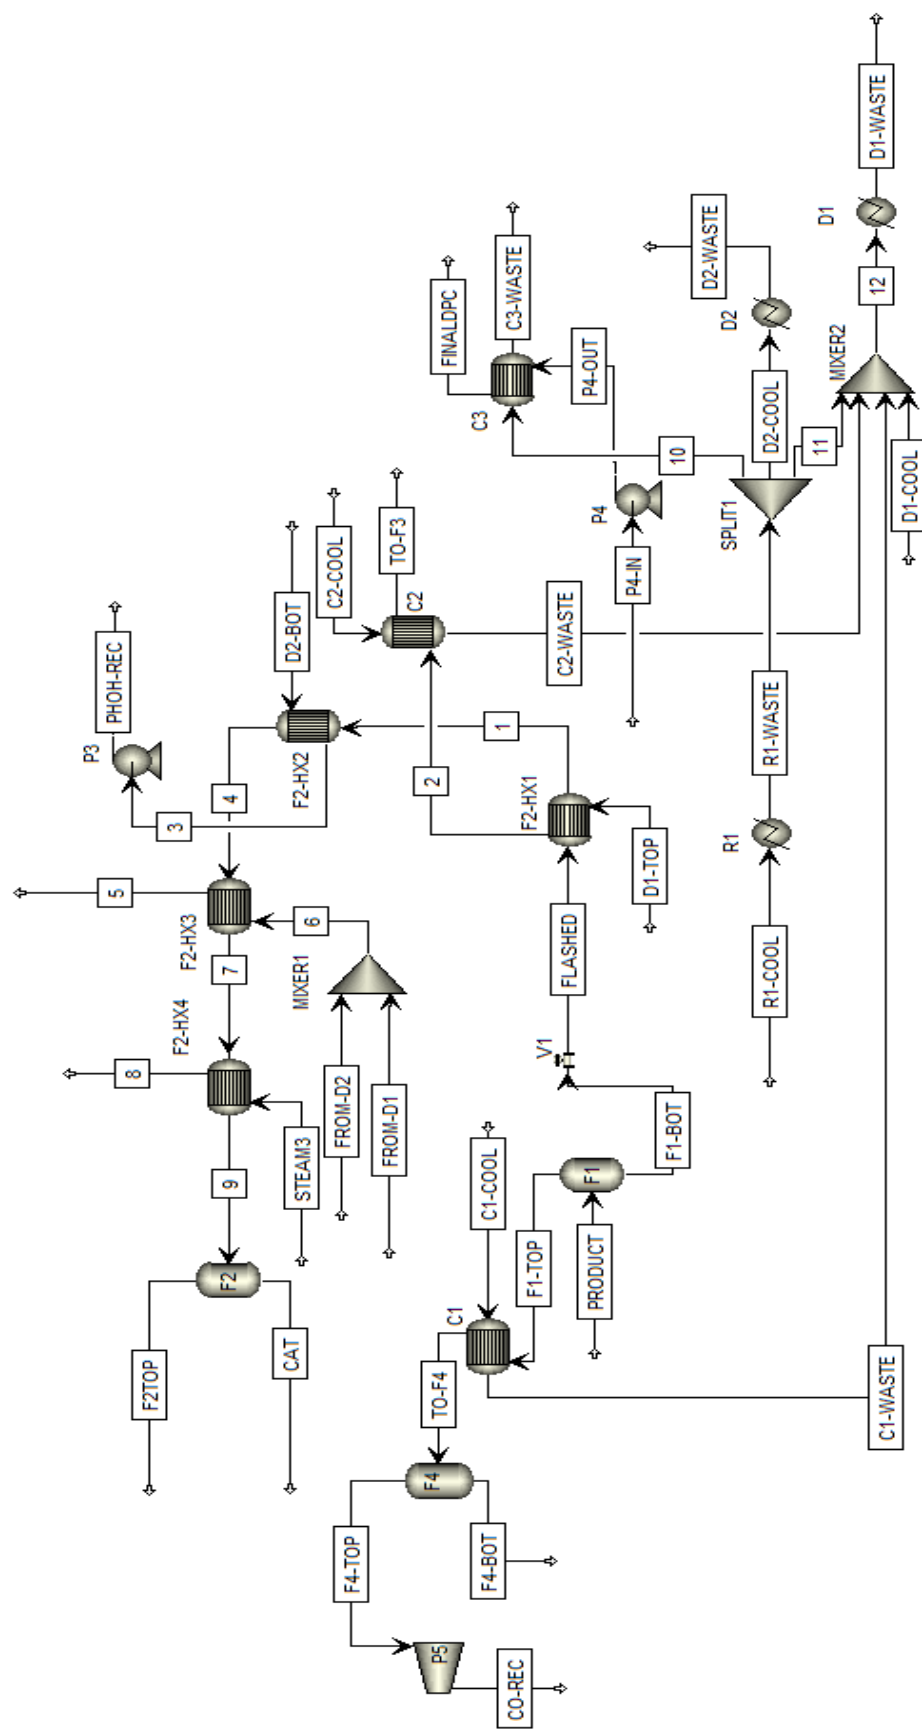 F2TOP
CAT
F2
9
8
F2-HX4
STEAM3
7
F2-HX3
5
6
MIXER1
FROM-D2
FROM-D1
4
3
P3
PHOH-REC
F2-HX2
D2-BOT
C2-COOL
TO-F3
C2
1
2
F2-HX1
D1-TOP
FLASHED
V1
F1-BOT
F1
PRODUCT
F1-TOP
C1-COOL
C1
TO-F4
F4
F4-TOP
F4-BOT
P5
CO-REC
C1-WASTE
C2-WASTE
P4-IN
P4
P4-OUT
C3
FINALDPC
C3-WASTE
10
R1-COOL
R1
R1-WASTE
SPLIT1
D2-COOL
D2
D2-WASTE
11
D1-COOL
MIXER2
12
D1
D1-WASTE